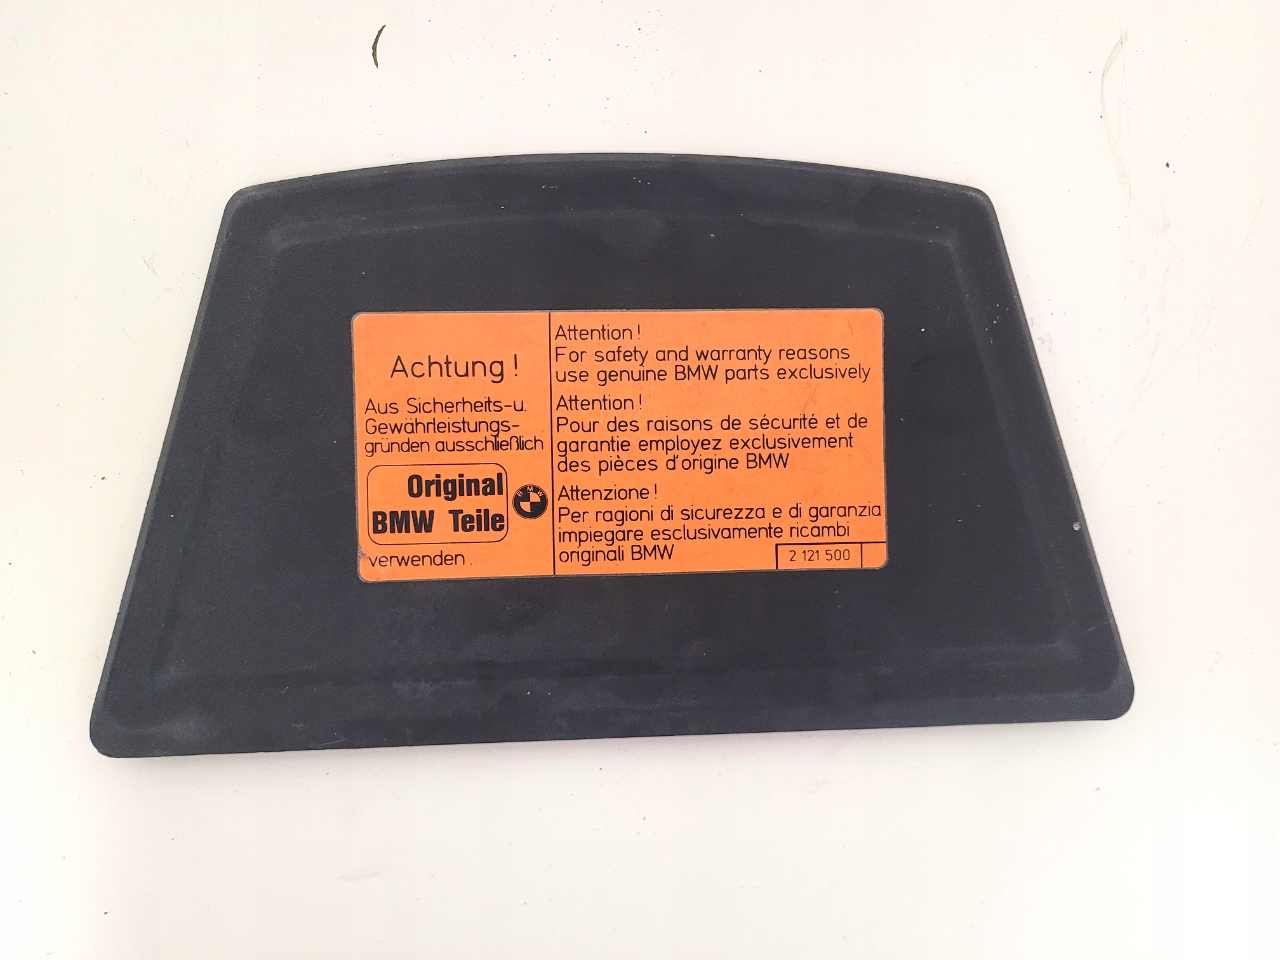 Achtung !
Aus Sicherheits-u.
Gewährleistungs-
gründen ausschließlich
Original
BMW Teile
BMW
verwenden .
Attention !
For safety and warranty reasons
use genuine BMW parts exclusively
Attention !
Pour des raisons de sécurité et de
garantie employez exclusivement
des pièces d'origine BMW
Attenzione !
Per ragioni di sicurezza e di garanzia
impiegare esclusivamente ricambi
originali BMW
2 121 500